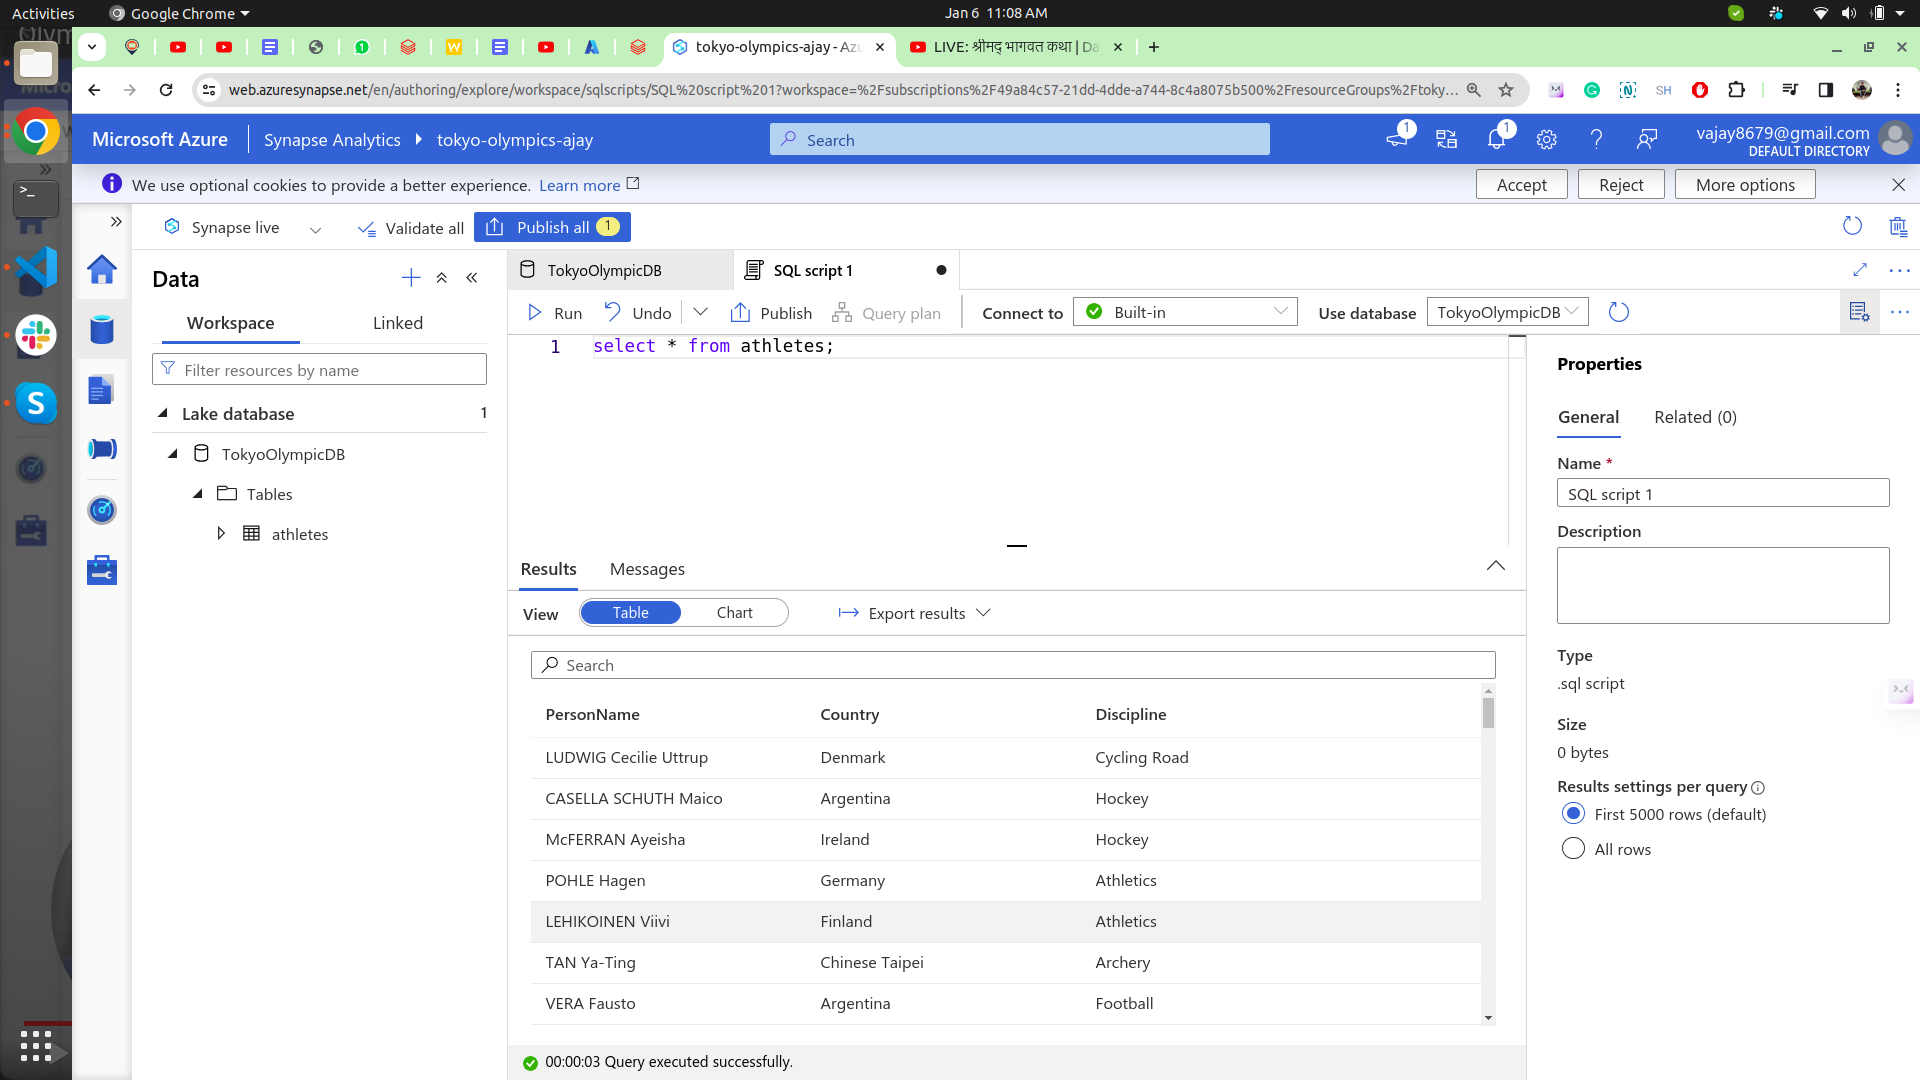 Activities
Google Chrome
Jan 6 11:08 AM
tokyo-olympics-ajay - Az
LIVE: श्रीमद् भागवत कथा | Da
web.azuresynapse.net/en/authoring/explore/workspace/sqlscripts/SQL%20script%201?workspace=%2Fsubscriptions%2F49a84c57-21dd-4dde-a744-8c4a8075b500%2FresourceGroups%2Ftoky...
SH
Microsoft Azure
Synapse Analytics
tokyo-olympics-ajay
Search
1
1
vajay8679@gmail.com
DEFAULT DIRECTORY
We use optional cookies to provide a better experience. Learn more
Accept
Reject
More options
Synapse live
Validate all
Publish all 1
Data
Workspace
Linked
Filter resources by name
Lake database
1
TokyoOlympicDB
Tables
athletes
TokyoOlympicDB
SQL script 1
Run
Undo
Publish
Query plan
Connect to
Built-in
Use database
TokyoOlympicDB
1 select * from athletes;
Results
Messages
View
Table
Chart
Export results
Search
PersonName Country Discipline
LUDWIG Cecilie Uttrup Denmark Cycling Road
CASELLA SCHUTH Maico Argentina Hockey
McFERRAN Ayeisha Ireland Hockey
POHLE Hagen Germany Athletics
LEHIKOINEN Viivi Finland Athletics
TAN Ya-Ting Chinese Taipei Archery
VERA Fausto Argentina Football
00:00:03 Query executed successfully.
Properties
General
Related (0)
Name *
SQL script 1
Description
Type
.sql script
Size
0 bytes
Results settings per query
First 5000 rows (default)
All rows